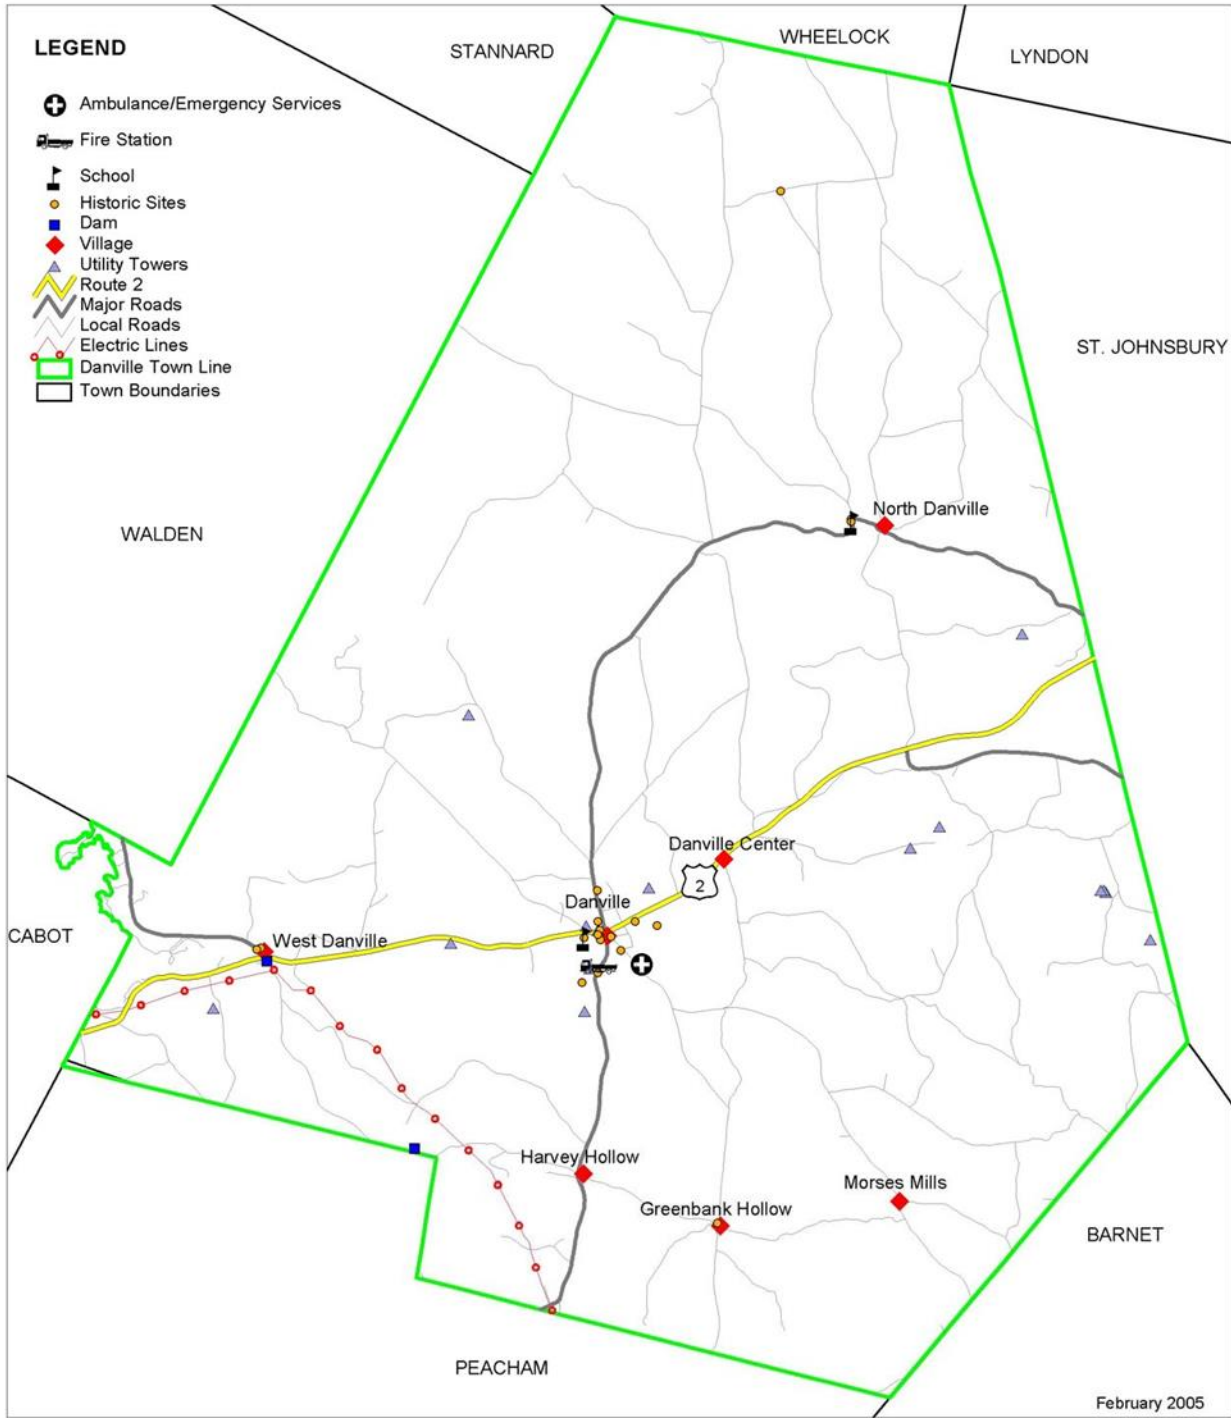 LEGEND
Ambulance/Emergency Services
Fire Station
School
Historic Sites
Dam
Village
Utility Towers
Route 2
Major Roads
Local Roads
Electric Lines
Danville Town Line
Town Boundaries
STANNARD
WHEELOCK
LYNDON
ST. JOHNSBURY
WALDEN
North Danville
Danville Center
2
Danville
CABOT
West Danville
Harvey Hollow
Morses Mills
Greenbank Hollow
BARNET
PEACHAM
February 2005